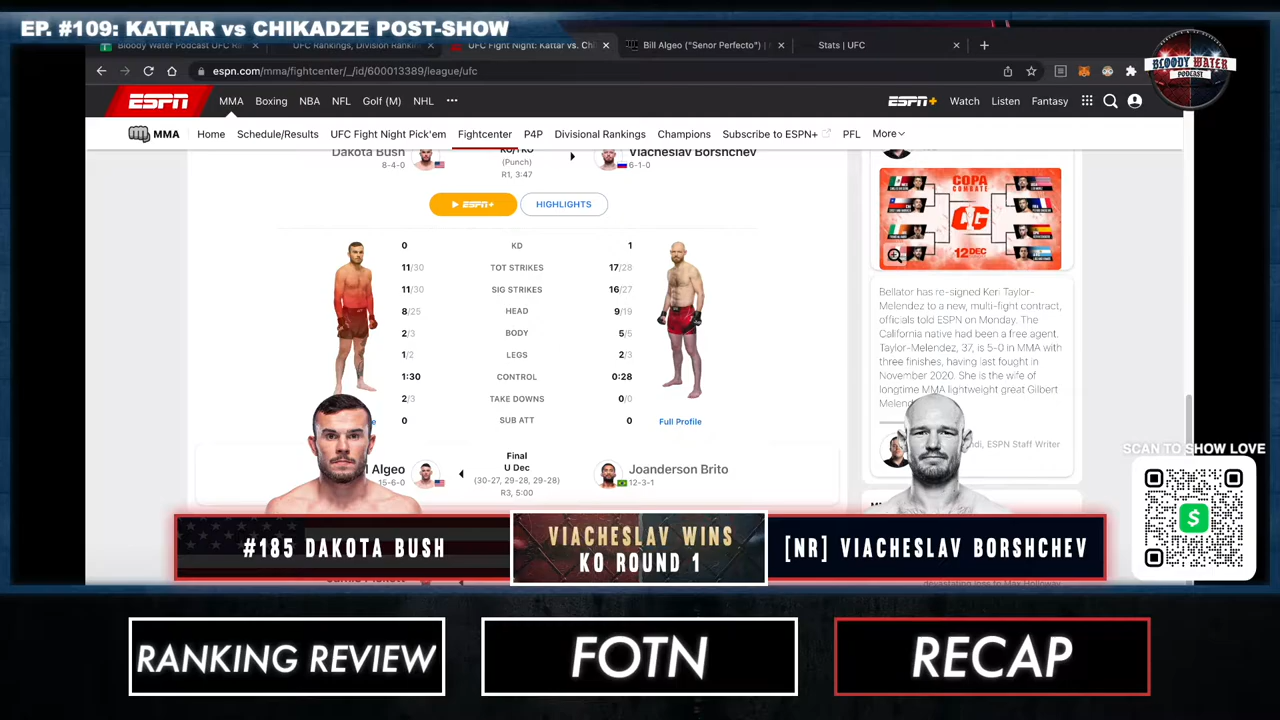 EP. #109: KATTAR vs CHIKADZE POST-SHOW
Bloody Water Podcast UFC
UFC Rankings, Division Rankin
UFC Fight Night: Kattar vs. Chi
Bill Algeo ("Senor Perfecto") |
Stats | UFC
BLOODY WATER
PODCAST
espn.com/mma/fightcenter/_/id/600013389/league/ufc
ESPN
MMA
Boxing
NBA
NFL
Golf (M)
NHL
ESPN+
Watch
Listen
Fantasy
MMA
Home
Schedule/Results
UFC Fight Night Pick'em
Fightcenter
P4P
Divisional Rankings
Champions
Subscribe to ESPN+
PFL
More
Dakota Bush
8-4-0
KO/TKO
(Punch)
R1, 3:47
Viacheslav Borshchev
6-1-0
ESPN+
HIGHLIGHTS
0 KD 1
11/30 TOT STRIKES 17/28
11/30 SIG STRIKES 16/27
8/25 HEAD 9/19
2/3 BODY 5/5
1/2 LEGS 2/3
1:30 CONTROL 0:28
2/3 TAKE DOWNS 0/0
0 SUB ATT 0
Full Profile
COPA
COMBATE
CG
12 DEC
Bellator has re-signed Keri Taylor-
Melendez to a new, multi-fight contract,
officials told ESPN on Monday. The
California native had been a free agent.
Taylor-Melendez, 37, is 5-0 in MMA with
three finishes, having last fought in
November 2020. She is the wife of
longtime MMA lightweight great Gilbert
ESPN Staff Writer
Algeo
15-6-0
Final
U Dec
(30-27, 29-28, 29-28)
R3, 5:00
Joanderson Brito
12-3-1
SCAN TO SHOW LOVE
$
#185 DAKOTA BUSH
VIACHESLAV WINS
KO ROUND 1
[NR] VIACHESLAV BORSHCHEV
RANKING REVIEW
FOTN
RECAP